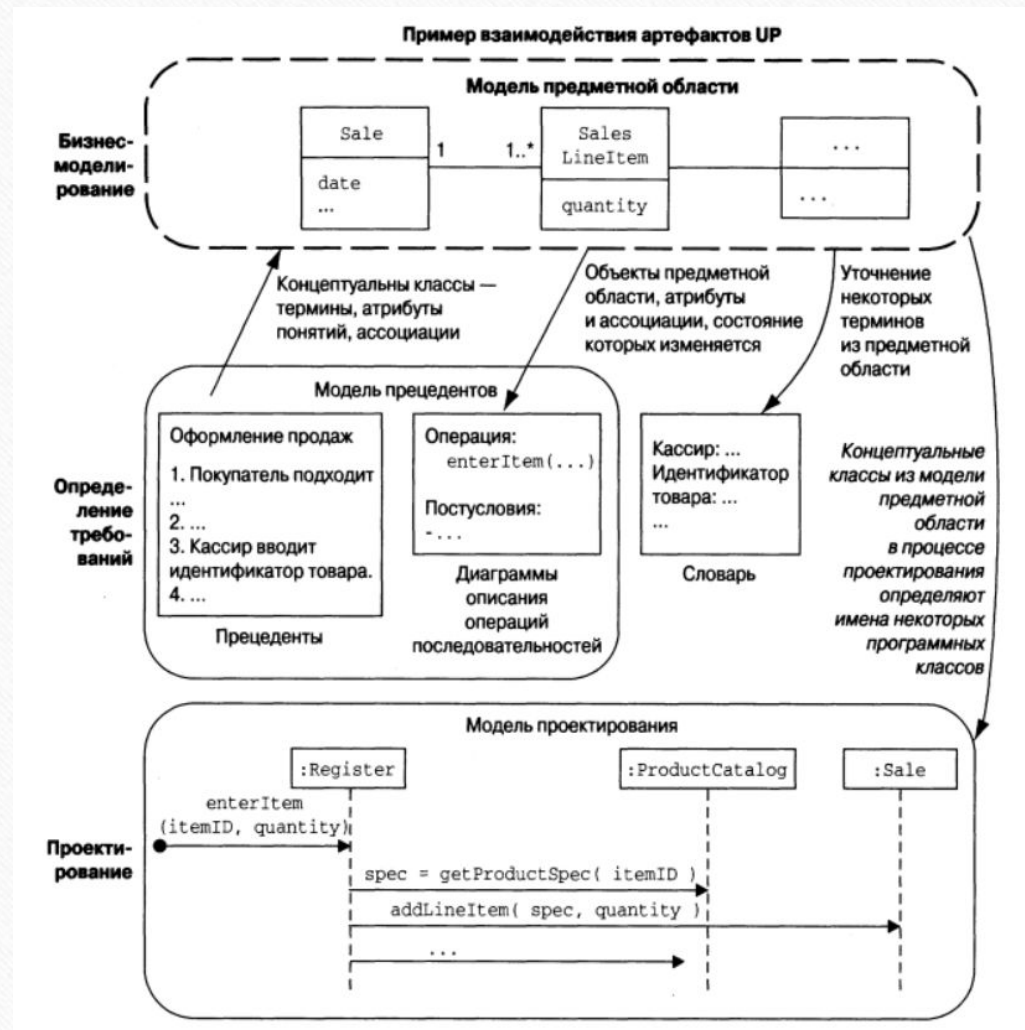 Пример взаимодействия артефактов UP
Модель предметной области
Бизнес-
модели-
рование
Sale
date
...
1
1..*
Sales
LineItem
quantity
...
...
Концептуальны классы —
термины, атрибуты
понятий, ассоциации
Объекты предметной
области, атрибуты
и ассоциации, состояние
которых изменяется
Уточнение
некоторых
терминов
из предметной
области
Определе-
ление
требо-
ваний
Модель прецедентов
Оформление продаж
1. Покупатель подходит
...
2. ...
3. Кассир вводит
идентификатор товара.
4. ...
Прецеденты
Операция:
enterItem(...)
Постусловия:
- ...
Диаграммы
описания
операций
последовательностей
Кассир: ...
Идентификатор
товара: ...
...
Словарь
Концептуальные
классы из модели
предметной
области
в процессе
проектирования
определяют
имена некоторых
программных
классов
Проекти-
рование
Модель проектирования
:Register
:ProductCatalog
:Sale
enterItem
(itemID, quantity)
spec = getProductSpec( itemID )
addLineItem( spec, quantity )
...